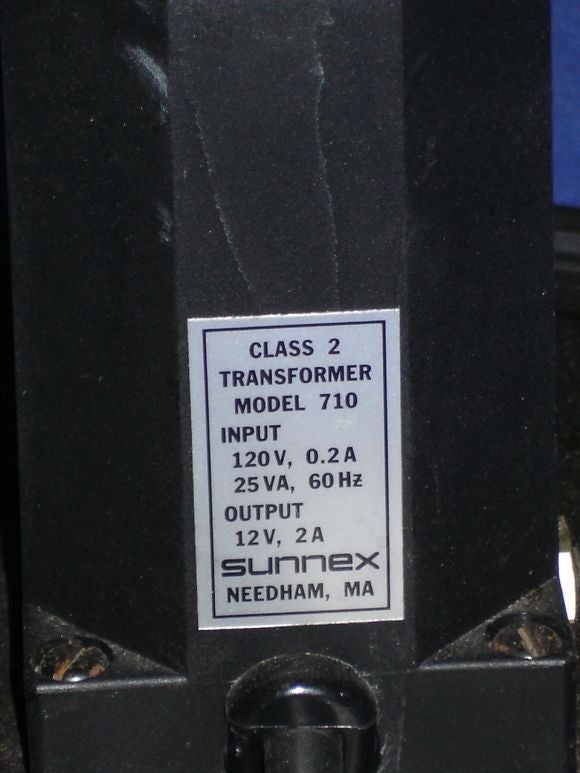 CLASS 2
TRANSFORMER
MODEL 710
INPUT
120V, 0.2A
25VA, 60Hz
OUTPUT
12V, 2A
sunnex
NEEDHAM, MA